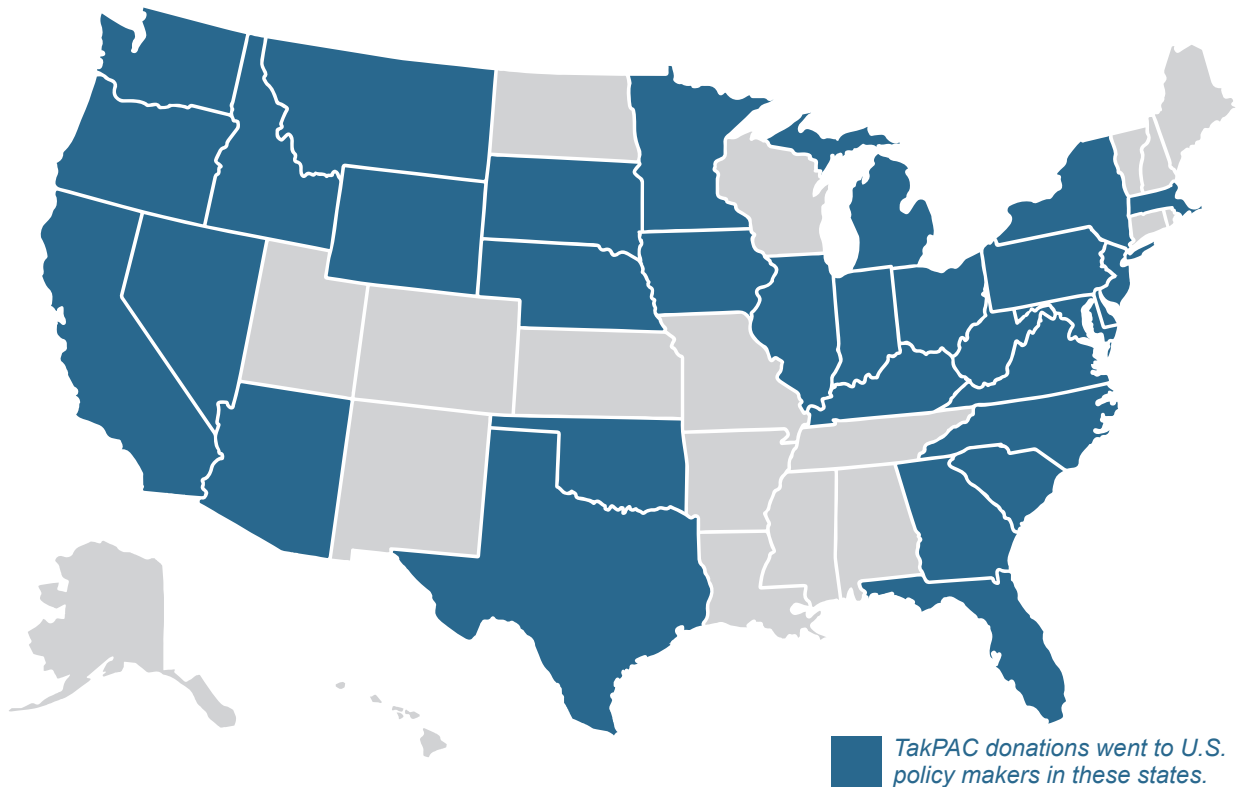 TakPAC donations went to U.S.
policy makers in these states.